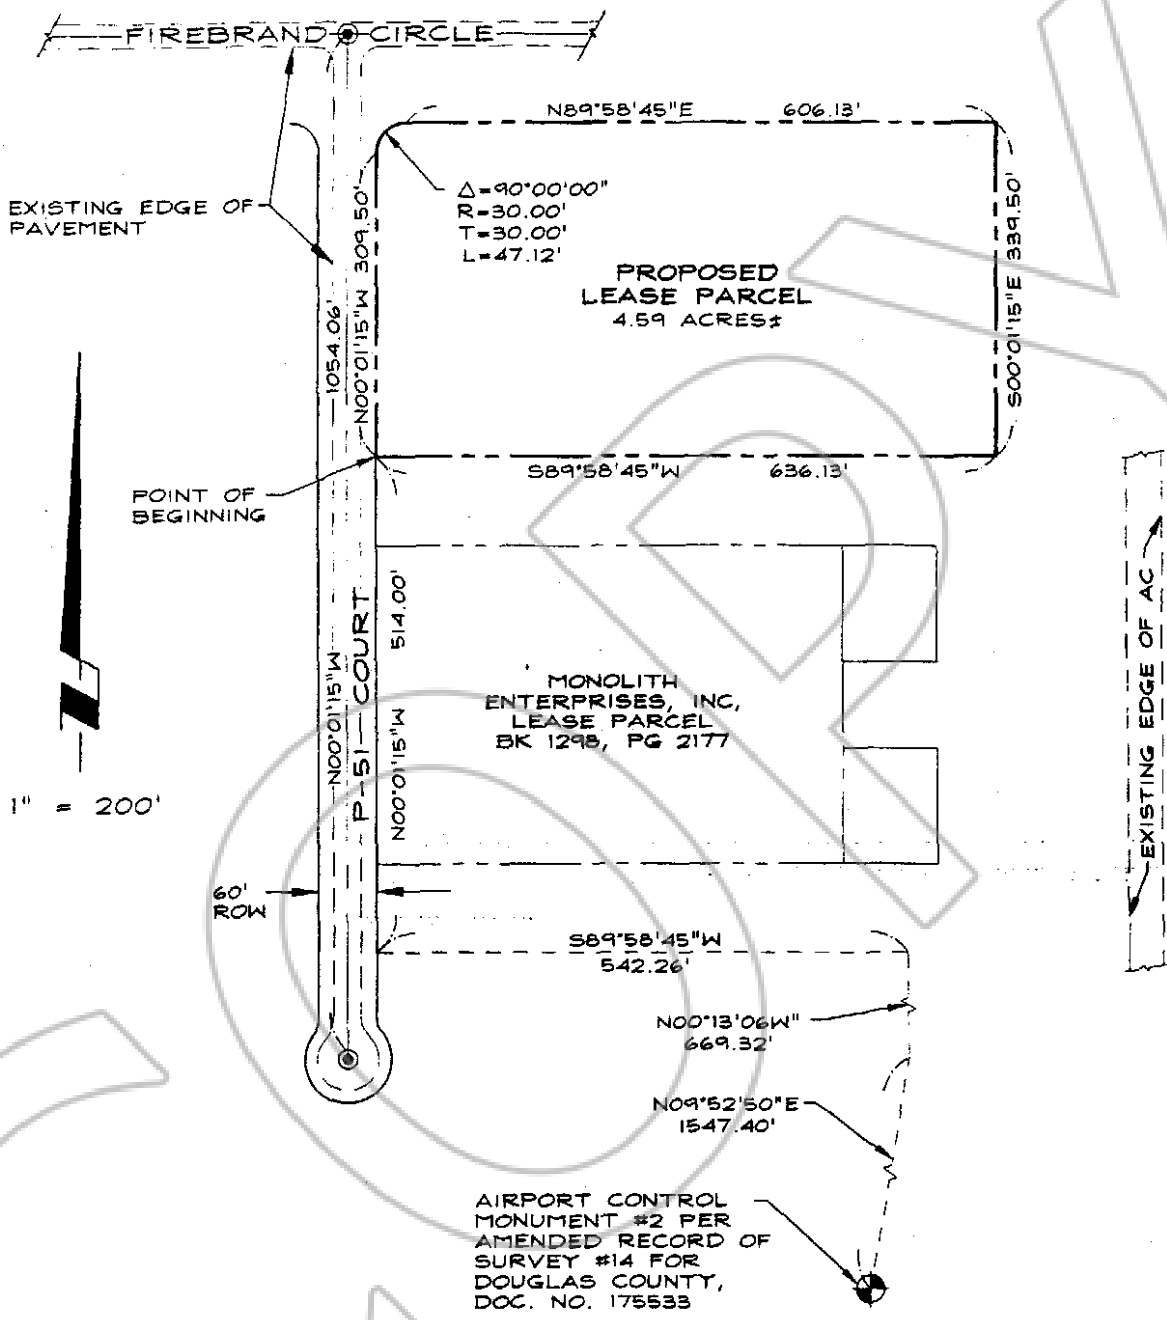 FIREBRAND CIRCLE
N89°58'45"E 606.13'
Δ=90°00'00"
R=30.00'
T=30.00'
L=47.12'
EXISTING EDGE OF
PAVEMENT
N00°01'15"W 309.50'
1054.06'
PROPOSED
LEASE PARCEL
4.59 ACRES±
S00°01'15"E 339.50'
S89°58'45"W 636.13'
POINT OF
BEGINNING
N00°01'15"W
P-51 COURT
N00°01'15"W 514.00'
MONOLITH
ENTERPRISES, INC,
LEASE PARCEL
BK 1298, PG 2177
EXISTING EDGE OF AC
1" = 200'
60'
ROW
S89°58'45"W
542.26'
N00°13'06W"
669.32'
N09°52'50"E
1547.40'
AIRPORT CONTROL
MONUMENT #2 PER
AMENDED RECORD OF
SURVEY #14 FOR
DOUGLAS COUNTY,
DOC. NO. 175533
COPY